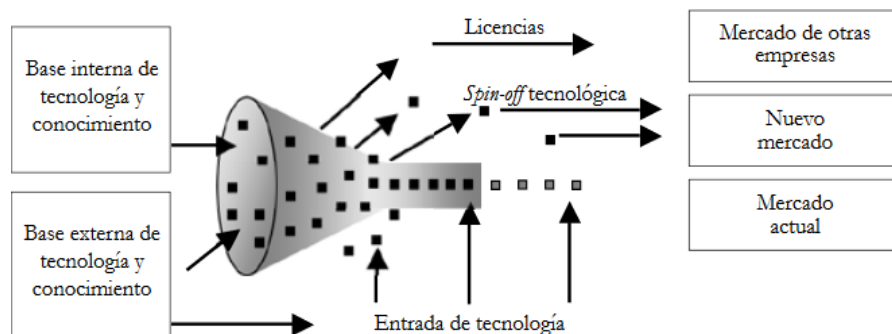 Base interna de
tecnología y
conocimiento
Base externa de
tecnología y
conocimiento
Licencias
Spin-off tecnológica
Entrada de tecnología
Mercado de otras
empresas
Nuevo
mercado
Mercado
actual